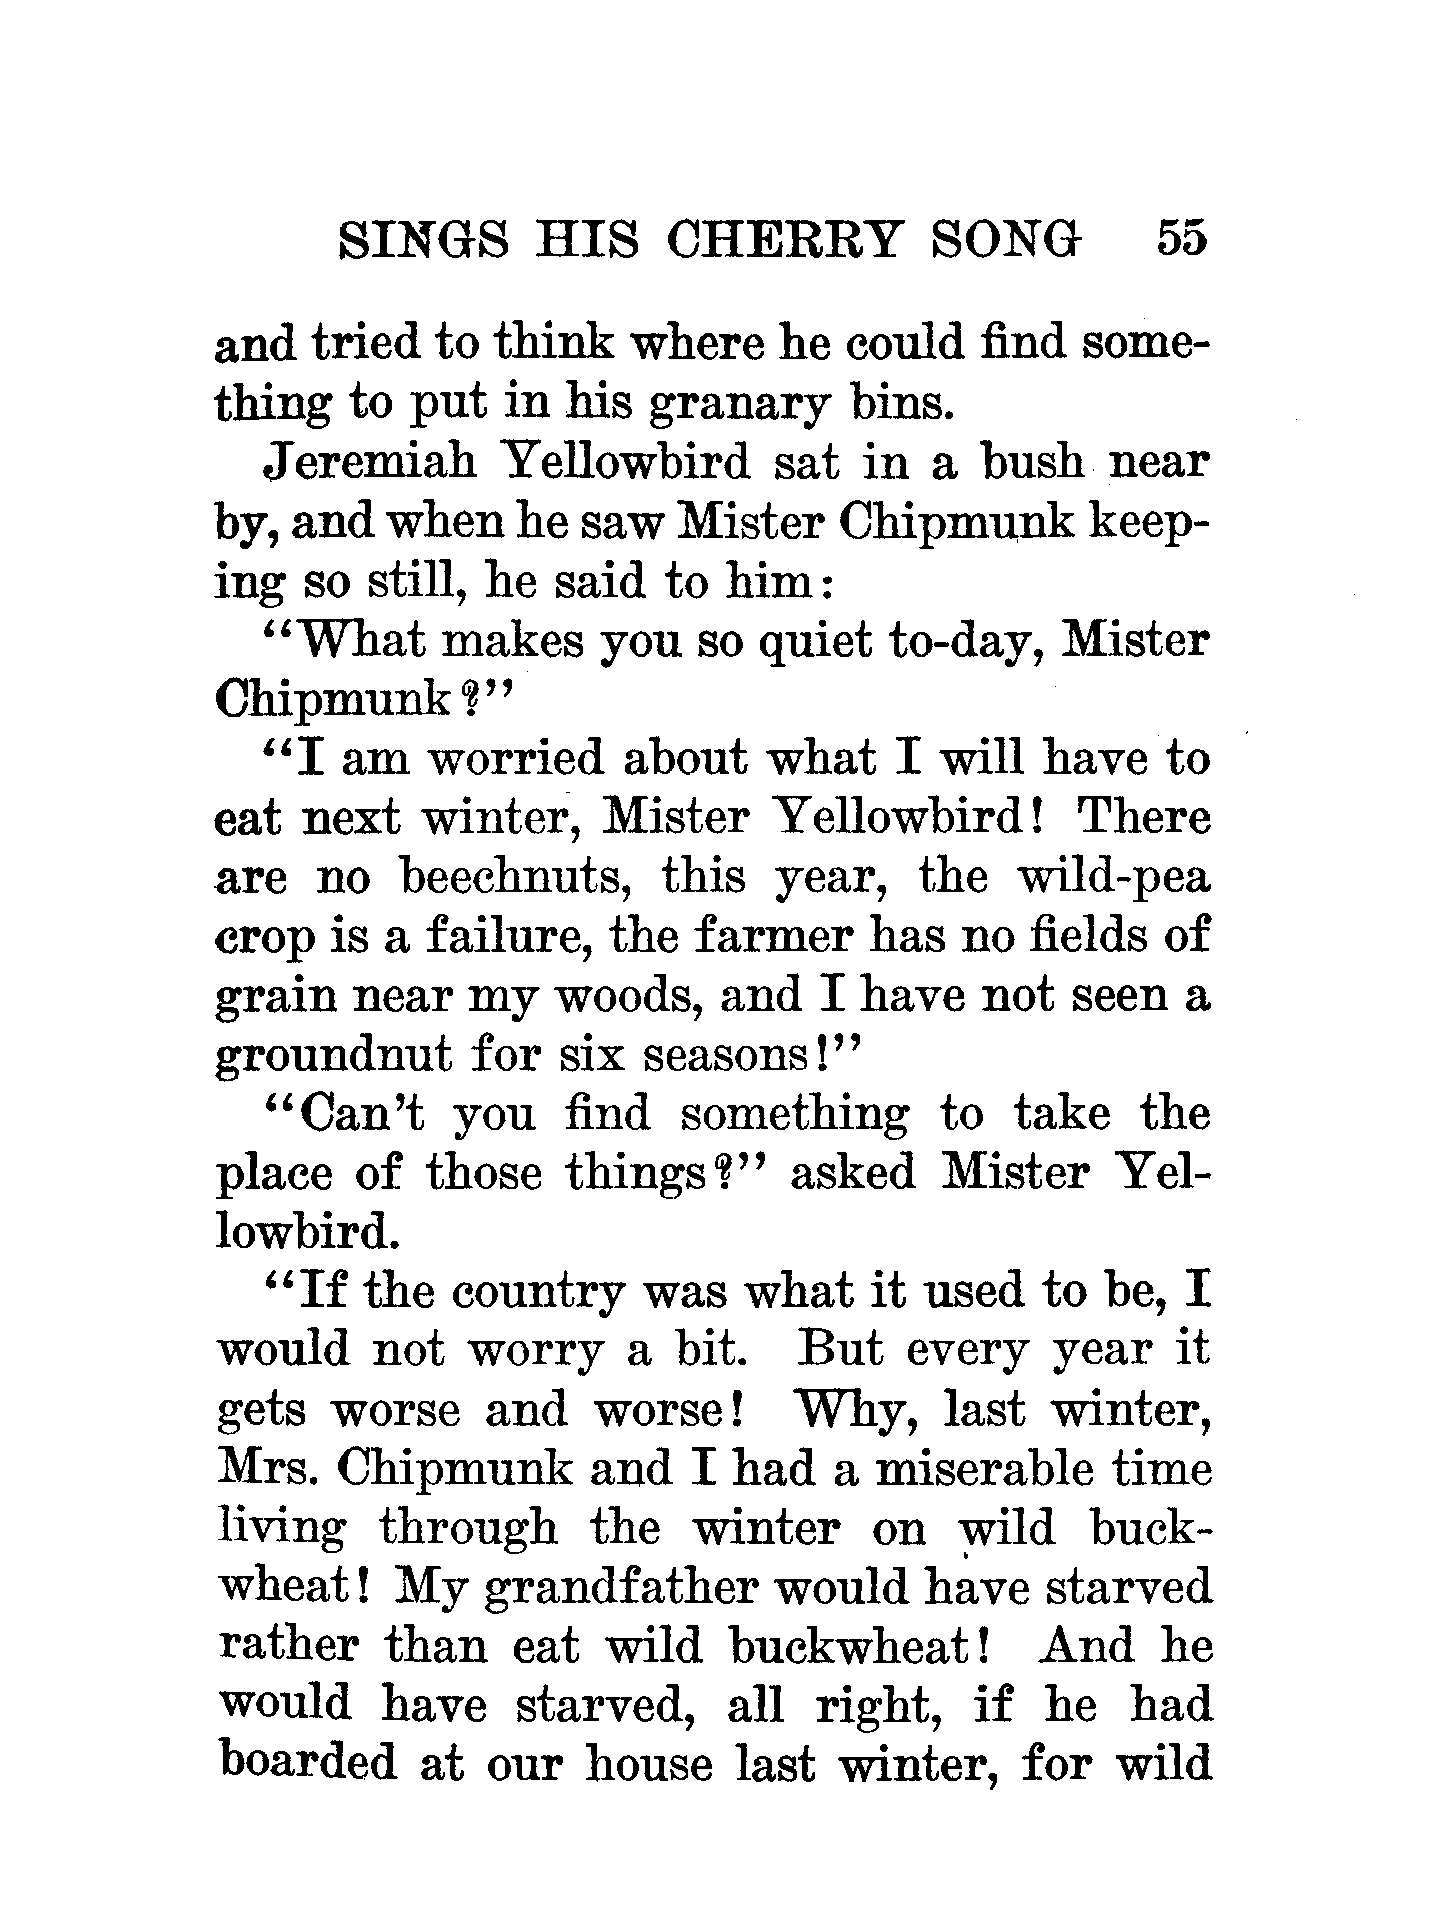 SINGS HIS CHERRY SONG 55
and tried to think where he could find some-
thing to put in his granary bins.
Jeremiah Yellowbird sat in a bush near
by, and when he saw Mister Chipmunk keep-
ing so still, he said to him:
"What makes you so quiet to-day, Mister
Chipmunk?"
"I am worried about what I will have to
eat next winter, Mister Yellowbird! There
are no beechnuts, this year, the wild-pea
crop is a failure, the farmer has no fields of
grain near my woods, and I have not seen a
groundnut for six seasons!"
"Can't you find something to take the
place of those things?" asked Mister Yel-
lowbird.
"If the country was what it used to be, I
would not worry a bit. But every year it
gets worse and worse! Why, last winter,
Mrs. Chipmunk and I had a miserable time
living through the winter on wild buck-
wheat! My grandfather would have starved
rather than eat wild buckwheat! And he
would have starved, all right, if he had
boarded at our house last winter, for wild